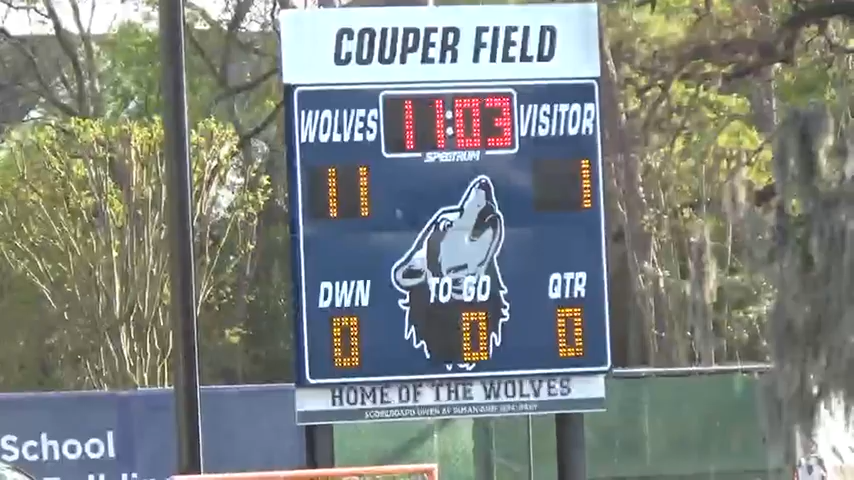 COUPER FIELD
WOLVES 11:03 VISITOR
SPECTRUM
11 1
DWN TO GO QTR
0 0 0
HOME OF THE WOLVES
School
Building